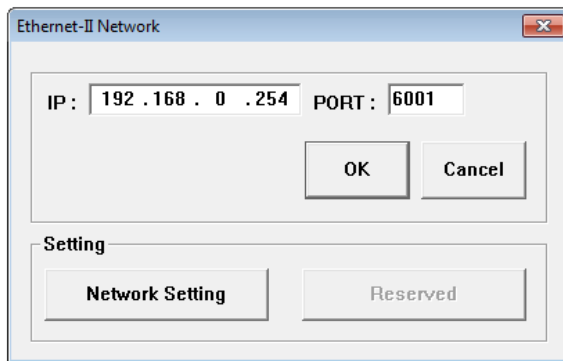 Ethernet-II Network
IP : 192 .168 . 0 .254 PORT : 6001
OK Cancel
Setting
Network Setting Reserved